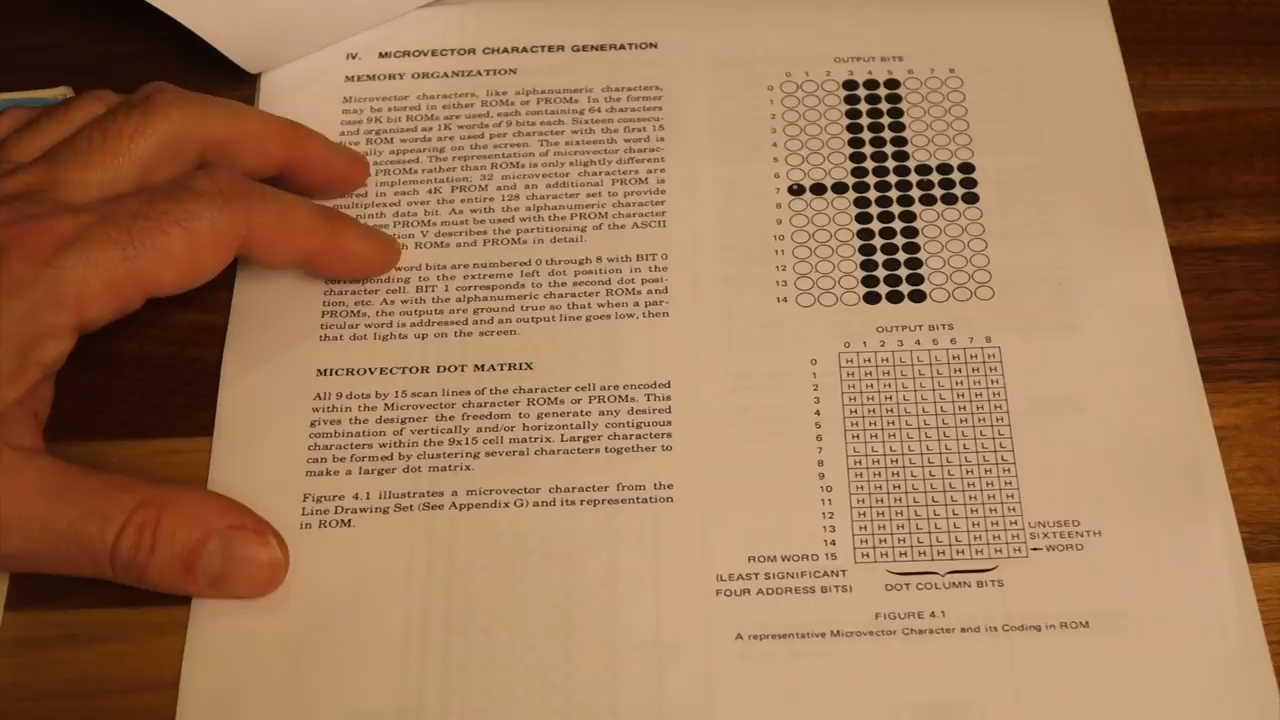 IV. MICROVECTOR CHARACTER GENERATION
MEMORY ORGANIZATION
Microvector characters, like alphanumeric characters,
may be stored in either ROMs or PROMs. In the former
case 9K bit ROMs are used, each containing 64 characters
and organized as 1K words of 9 bits each. Sixteen consecu-
tive ROM words are used per character with the first 15
ally appearing on the screen. The sixteenth word is
accessed. The representation of microvector charac-
PROMs rather than ROMs is only slightly different
implementation; 32 microvector characters are
in each 4K PROM and an additional PROM is
multiplexed over the entire 128 character set to provide
ninth data bit. As with the alphanumeric character
PROMs must be used with the PROM character
tion V describes the partitioning of the ASCII
ROMs and PROMs in detail.
word bits are numbered 0 through 8 with BIT 0
corresponding to the extreme left dot position in the
character cell. BIT 1 corresponds to the second dot posi-
tion, etc. As with the alphanumeric character ROMs and
PROMs, the outputs are ground true so that when a par-
ticular word is addressed and an output line goes low, then
that dot lights up on the screen.
MICROVECTOR DOT MATRIX
All 9 dots by 15 scan lines of the character cell are encoded
within the Microvector character ROMs or PROMs. This
gives the designer the freedom to generate any desired
combination of vertically and/or horizontally contiguous
characters within the 9x15 cell matrix. Larger characters
can be formed by clustering several characters together to
make a larger dot matrix.
Figure 4.1 illustrates a microvector character from the
Line Drawing Set (See Appendix G) and its representation
in ROM.
OUTPUT BITS
0 1 2 3 4 5 6 7 8
0
1
2
3
4
5
6
7
8
9
10
11
12
13
14
OUTPUT BITS
0 1 2 3 4 5 6 7 8
0 H H H L L L H H H
1 H H H L L L H H H
2 H H H L L L H H H
3 H H H L L L H H H
4 H H H L L L H H H
5 H H H L L L H H H
6 H H H L L L L L L
7 L L L L L L L L L
8 H H H L L L L L L
9 H H H L L L H H H
10 H H H L L L H H H
11 H H H L L L H H H
12 H H H L L L H H H
13 H H H L L L H H H
14 H H H L L L H H H
ROM WORD 15 H H H H H H H H H
UNUSED
SIXTEENTH
WORD
(LEAST SIGNIFICANT
FOUR ADDRESS BITS)
DOT COLUMN BITS
FIGURE 4.1
A representative Microvector Character and its Coding in ROM